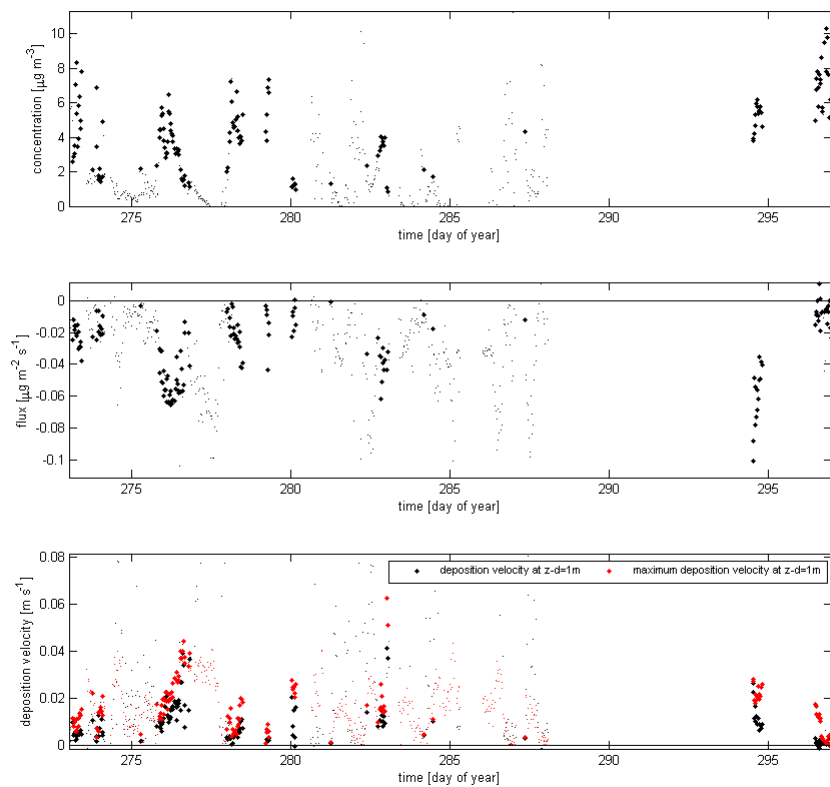 10
8
6
4
2
0
concentration [µg m-3]
275 280 285 290 295
time [day of year]
0
-0.02
-0.04
-0.06
-0.08
-0.1
flux [µg m-2 s-1]
275 280 285 290 295
time [day of year]
0.08
0.06
0.04
0.02
0
deposition velocity [m s-1]
deposition velocity at z-d=1m maximum deposition velocity at z-d=1m
275 280 285 290 295
time [day of year]